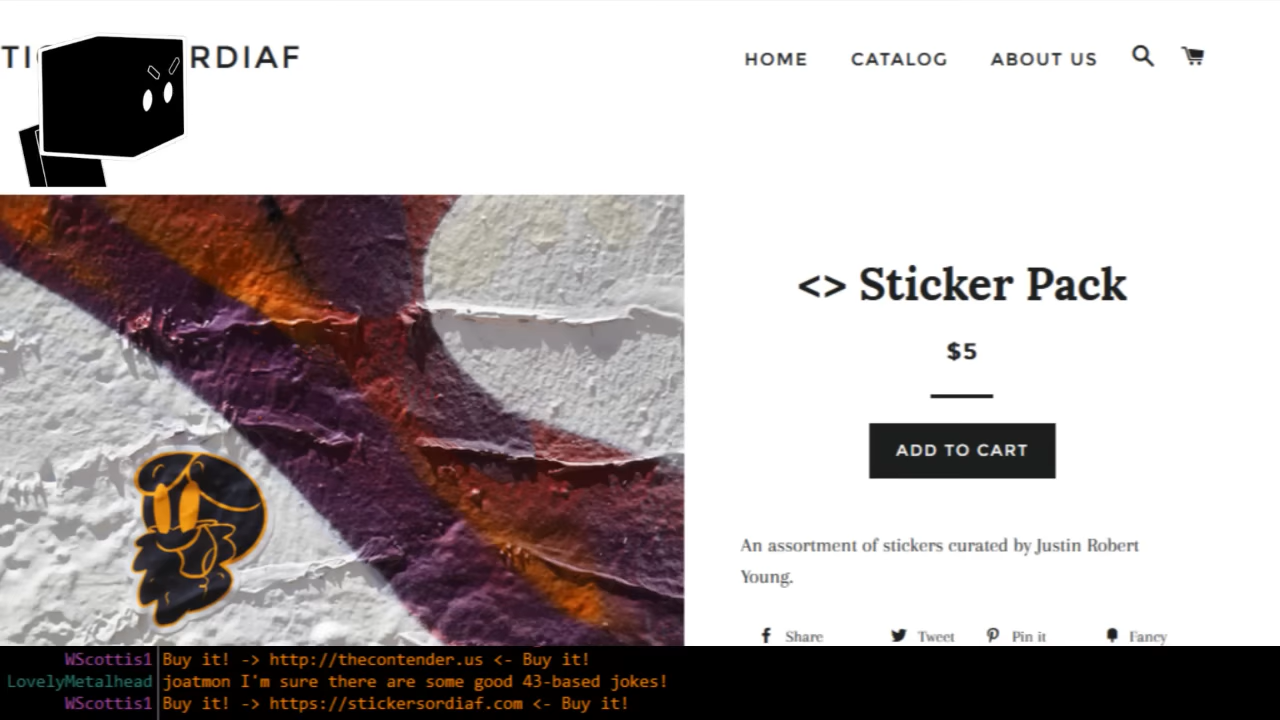 TIC RDIAF
HOME CATALOG ABOUT US
<> Sticker Pack
$5
ADD TO CART
An assortment of stickers curated by Justin Robert
Young.
Share Tweet Pin it Fancy
WScottis1 Buy it! -> http://thecontender.us <- Buy it!
LovelyMetalhead joatmon I'm sure there are some good 43-based jokes!
WScottis1 Buy it! -> https://stickersordiaf.com <- Buy it!